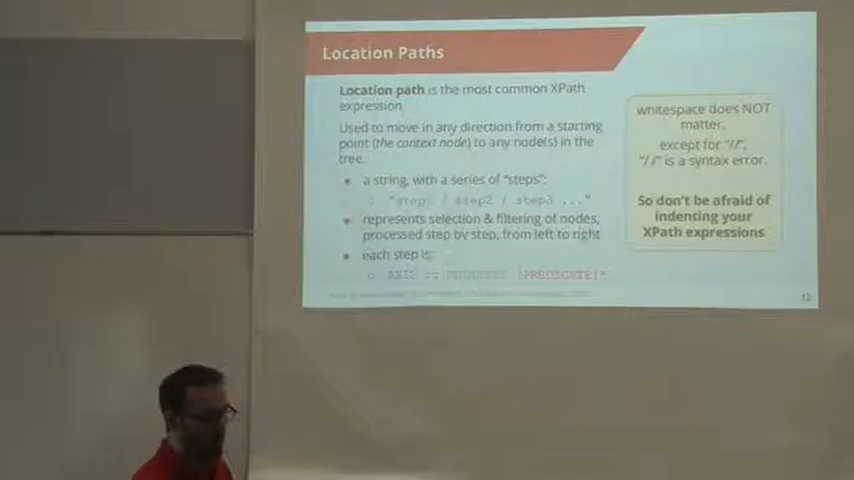 Location Paths
Location path is the most common XPath
expression
Used to move in any direction from a starting
point (the context node) to any node(s) in the
tree.
• a string, with a series of "steps":
○ "step1 / step2 / step3 ..."
• represents selection & filtering of nodes,
processed step by step, from left to right
• each step is:
○ AXIS :: [PREDICATE]*
whitespace does NOT
matter,
except for "//",
"/ /" is a syntax error.
So don't be afraid of
indenting your
XPath expressions
12